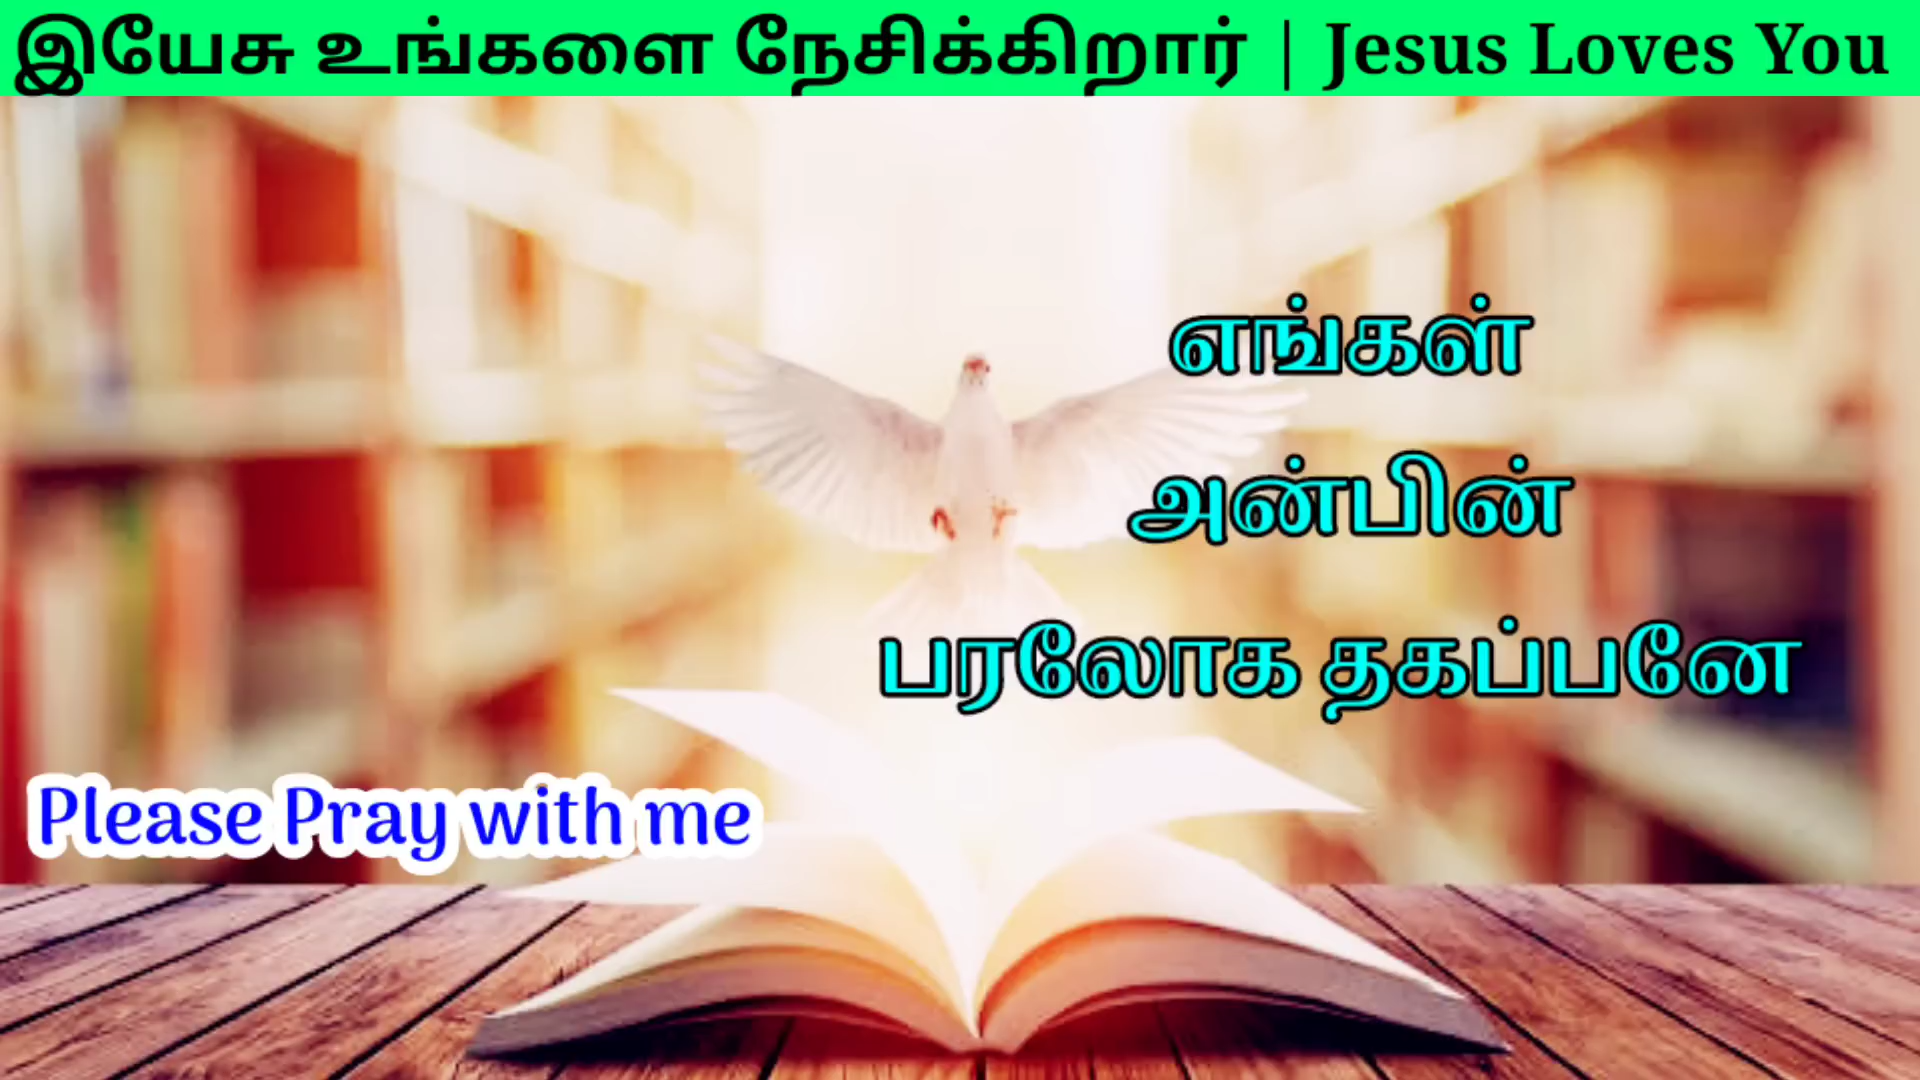 இயேசு உங்களை நேசிக்கிறார் | Jesus Loves You
எங்கள்
அன்பின்
பரலோக தகப்பனே
Please Pray with me